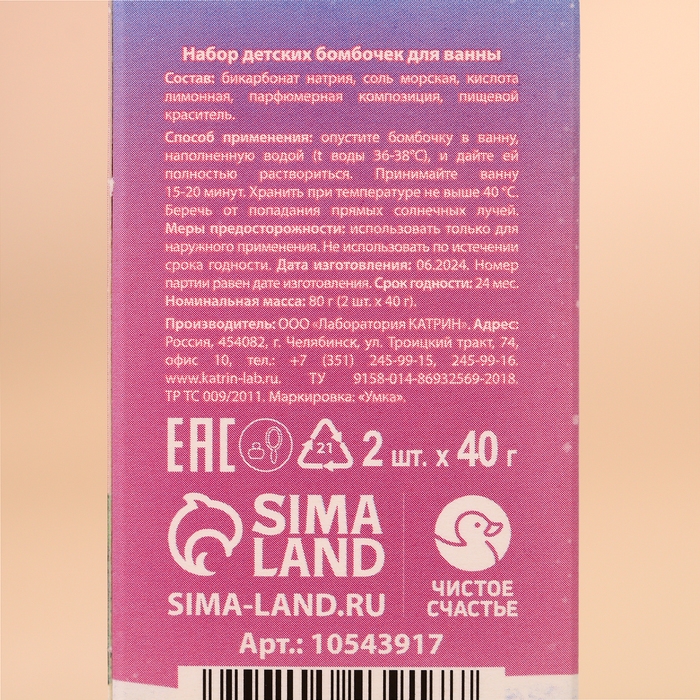 Набор детских бомбочек для ванны
Состав: бикарбонат натрия, соль морская, кислота
лимонная, парфюмерная композиция, пищевой
краситель.
Способ применения: опустите бомбочку в ванну,
наполненную водой (t воды 36-38°С), и дайте ей
полностью раствориться. Принимайте ванну
15-20 минут. Хранить при температуре не выше 40 °С.
Беречь от попадания прямых солнечных лучей.
Меры предосторожности: использовать только для
наружного применения. Не использовать по истечении
срока годности. Дата изготовления: 06.2024. Номер
партии равен дате изготовления. Срок годности: 24 мес.
Номинальная масса: 80 г (2 шт. х 40 г).
Производитель: ООО «Лаборатория КАТРИН». Адрес:
Россия, 454082, г. Челябинск, ул. Троицкий тракт, 74,
офис 10, тел.: +7 (351) 245-99-15, 245-99-16.
www.katrin-lab.ru. ТУ 9158-014-86932569-2018.
ТР ТС 009/2011. Маркировка: «Умка».
EAC 21 2 шт. х 40 г
SIMA
LAND
SIMA-LAND.RU
ЧИСТОЕ
СЧАСТЬЕ
Арт.: 10543917